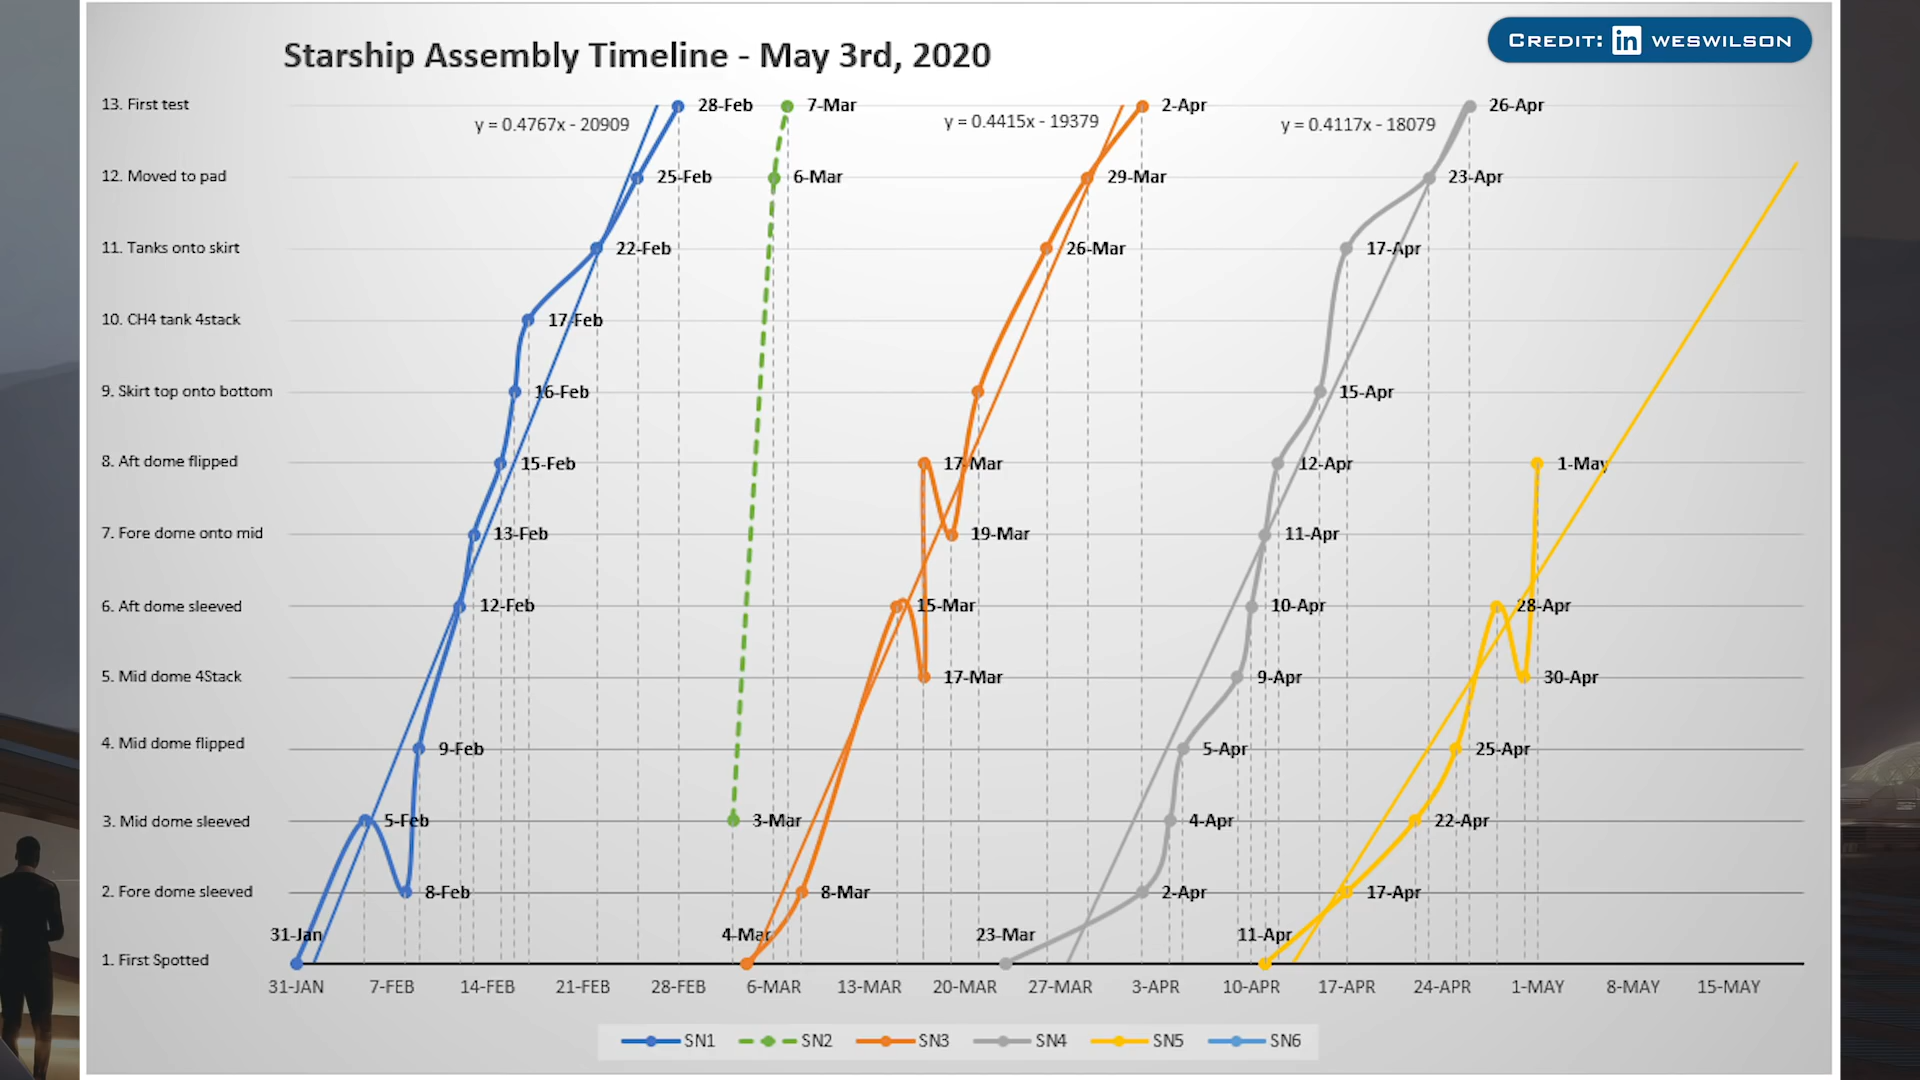 Starship Assembly Timeline - May 3rd, 2020
CREDIT: in WESWILSON
13. First test
y = 0.4767x - 20909
28-Feb
7-Mar
y = 0.4415x - 19379
2-Apr
y = 0.4117x - 18079
26-Apr
12. Moved to pad
25-Feb
6-Mar
29-Mar
23-Apr
11. Tanks onto skirt
22-Feb
26-Mar
17-Apr
10. CH4 tank 4stack
17-Feb
9. Skirt top onto bottom
16-Feb
15-Apr
8. Aft dome flipped
15-Feb
17-Mar
12-Apr
1-May
7. Fore dome onto mid
13-Feb
19-Mar
11-Apr
6. Aft dome sleeved
12-Feb
15-Mar
10-Apr
28-Apr
5. Mid dome 4Stack
17-Mar
9-Apr
30-Apr
4. Mid dome flipped
9-Feb
5-Apr
25-Apr
3. Mid dome sleeved
5-Feb
3-Mar
4-Apr
22-Apr
2. Fore dome sleeved
8-Feb
8-Mar
2-Apr
17-Apr
31-Jan
4-Mar
23-Mar
11-Apr
1. First Spotted
31-JAN
7-FEB
14-FEB
21-FEB
28-FEB
6-MAR
13-MAR
20-MAR
27-MAR
3-APR
10-APR
17-APR
24-APR
1-MAY
8-MAY
15-MAY
SN1
SN2
SN3
SN4
SN5
SN6